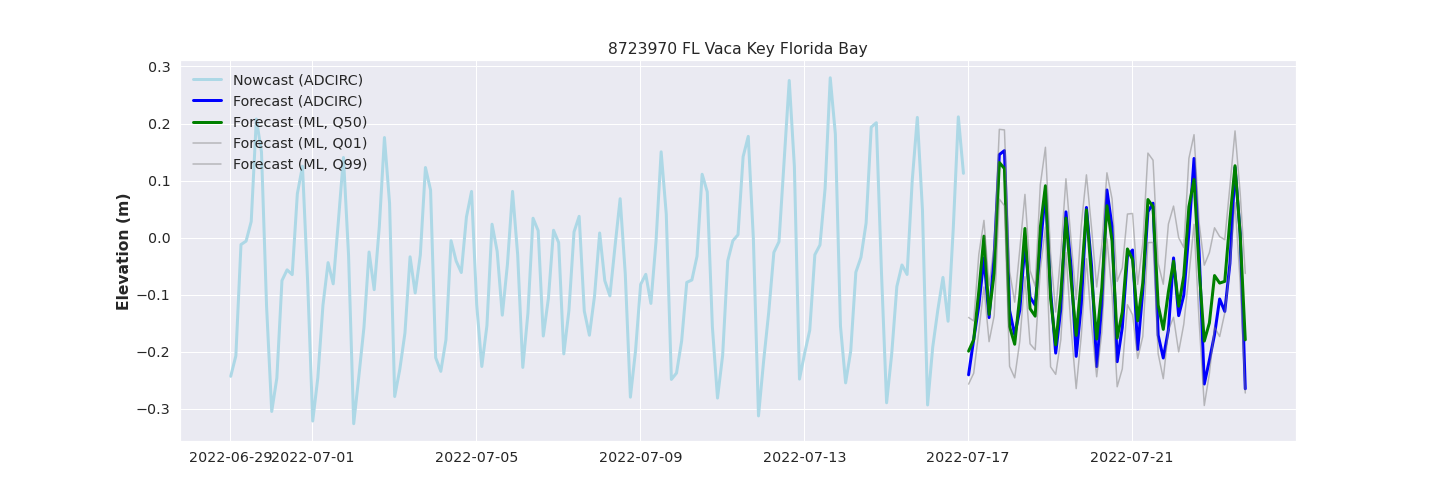 8723970 FL Vaca Key Florida Bay
Nowcast (ADCIRC)
Forecast (ADCIRC)
Forecast (ML, Q50)
Forecast (ML, Q01)
Forecast (ML, Q99)
Elevation (m)
0.3
0.2
0.1
0.0
−0.1
−0.2
−0.3
2022-06-29 2022-07-01 2022-07-05 2022-07-09 2022-07-13 2022-07-17 2022-07-21